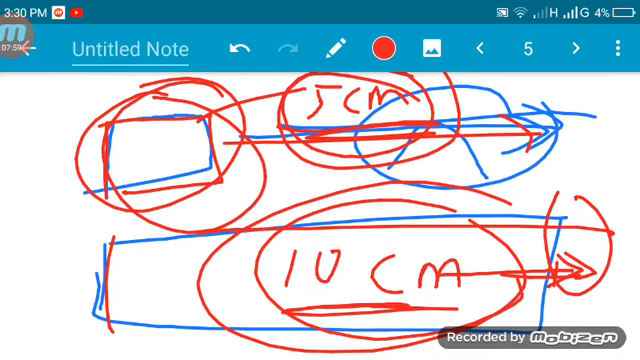 3:30 PM H G 4%
07:59 Untitled Note 5
5 CM
10 CM
RECORDED BY mobizen